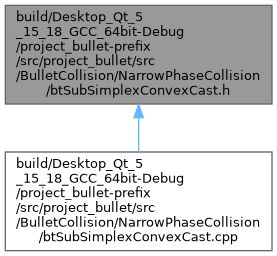 build/Desktop_Qt_5
_15_18_GCC_64bit-Debug
/project_bullet-prefix
/src/project_bullet/src
/BulletCollision/NarrowPhaseCollision
/btSubSimplexConvexCast.h
build/Desktop_Qt_5
_15_18_GCC_64bit-Debug
/project_bullet-prefix
/src/project_bullet/src
/BulletCollision/NarrowPhaseCollision
/btSubSimplexConvexCast.cpp